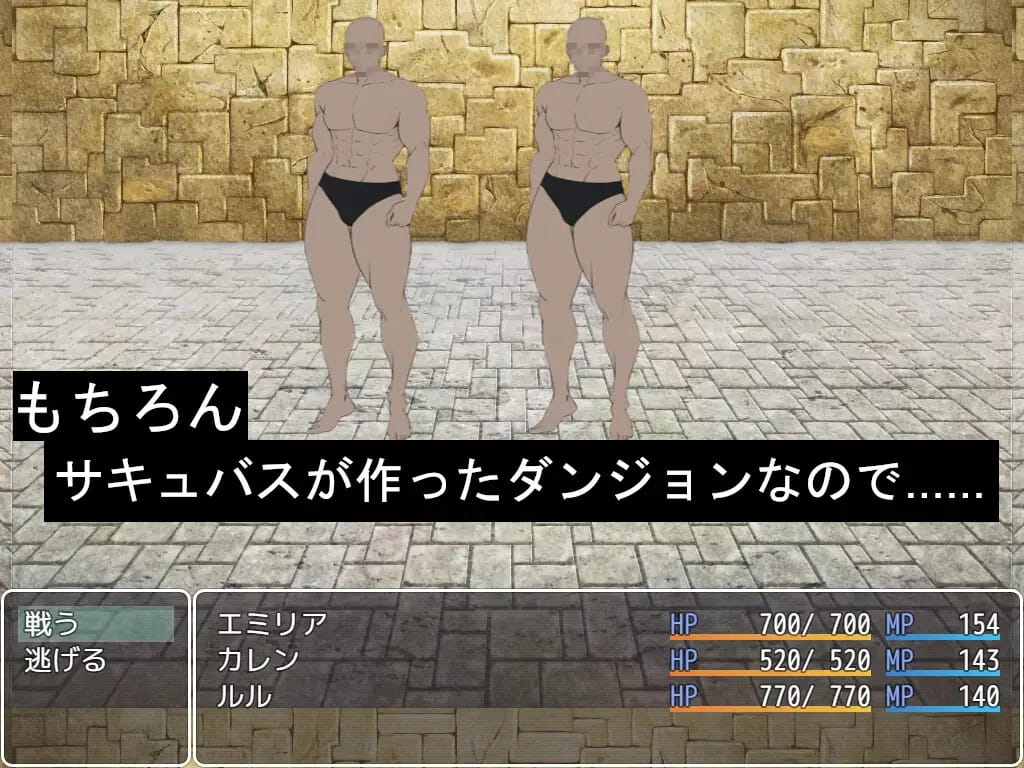 もちろん
サキュバスが作ったダンジョンなので......
戦う
逃げる
エミリア HP 700/ 700 MP 154
カレン HP 520/ 520 MP 143
ルル HP 770/ 770 MP 140